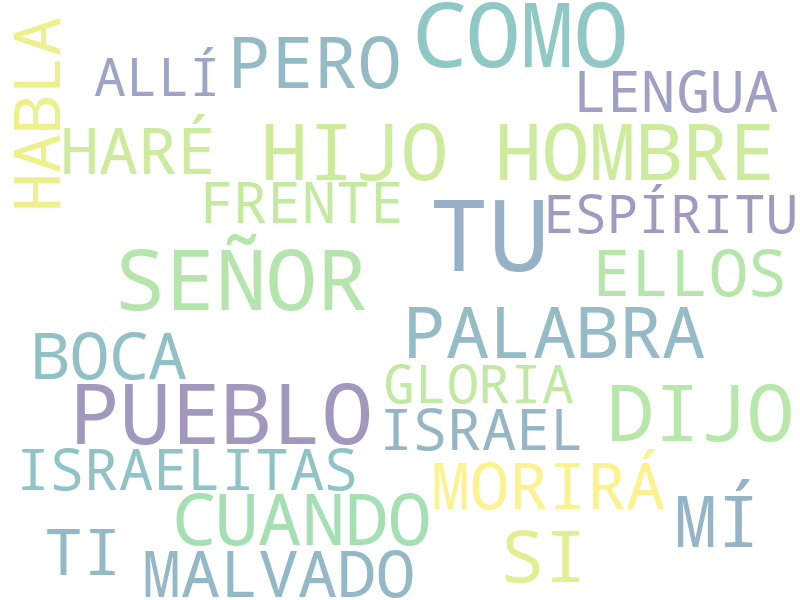 COMO
HABLA
ALLÍ
PERO
LENGUA
HARÉ
HIJO HOMBRE
FRENTE
ESPÍRITU
TU
SEÑOR
ELLOS
PALABRA
BOCA
GLORIA
PUEBLO
DIJO
ISRAEL
ISRAELITAS
MORIRÁ
CUANDO
MÍ
TI
SI
MALVADO